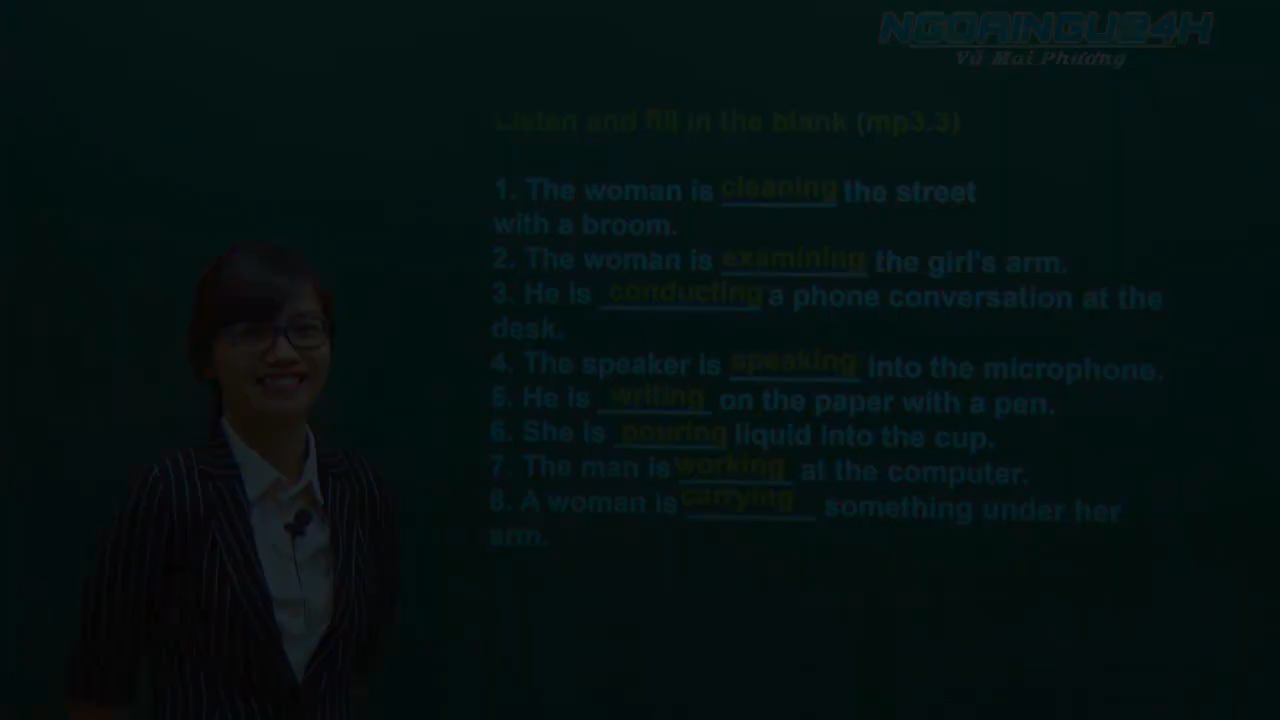 NGOAINGU24H
Vũ Mai Phương
Listen and fill in the blank (mp3.3)
1. The woman is cleaning the street
with a broom.
2. The woman is examining the girl's arm.
3. He is conducting a phone conversation at the
desk.
4. The speaker is speaking into the microphone.
5. He is writing on the paper with a pen.
6. She is pouring liquid into the cup.
7. The man is working at the computer.
8. A woman is carrying something under her
arm.